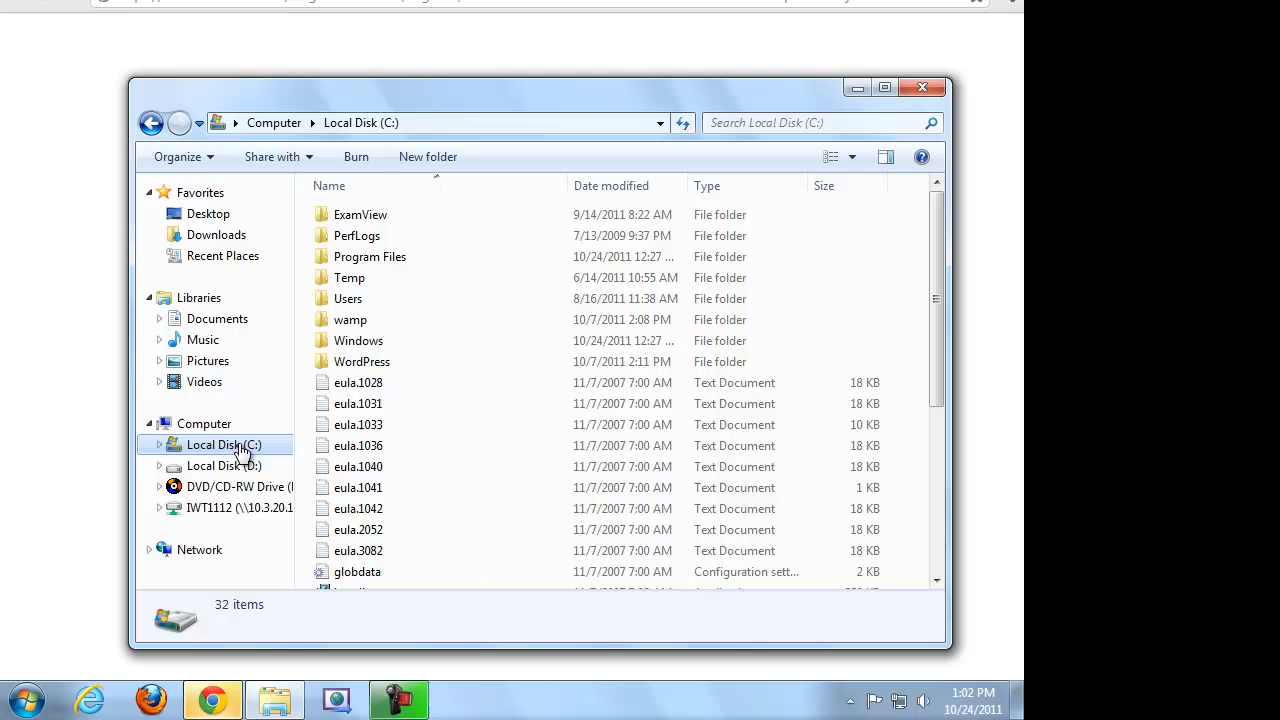 Computer Local Disk (C:) Search Local Disk (C:)
Organize Share with Burn New folder
Name Date modified Type Size
Favorites
Desktop
Downloads
Recent Places
Libraries
Documents
Music
Pictures
Videos
Computer
Local Disk (C:)
Local Disk (D:)
DVD/CD-RW Drive (
IWT1112 (\\10.3.20.1
Network
ExamView 9/14/2011 8:22 AM File folder
PerfLogs 7/13/2009 9:37 PM File folder
Program Files 10/24/2011 12:27 ... File folder
Temp 6/14/2011 10:55 AM File folder
Users 8/16/2011 11:38 AM File folder
wamp 10/7/2011 2:08 PM File folder
Windows 10/24/2011 12:27 ... File folder
WordPress 10/7/2011 2:11 PM File folder
eula.1028 11/7/2007 7:00 AM Text Document 18 KB
eula.1031 11/7/2007 7:00 AM Text Document 18 KB
eula.1033 11/7/2007 7:00 AM Text Document 10 KB
eula.1036 11/7/2007 7:00 AM Text Document 18 KB
eula.1040 11/7/2007 7:00 AM Text Document 18 KB
eula.1041 11/7/2007 7:00 AM Text Document 1 KB
eula.1042 11/7/2007 7:00 AM Text Document 18 KB
eula.2052 11/7/2007 7:00 AM Text Document 18 KB
eula.3082 11/7/2007 7:00 AM Text Document 18 KB
globdata 11/7/2007 7:00 AM Configuration sett... 2 KB
32 items
1:02 PM
10/24/2011